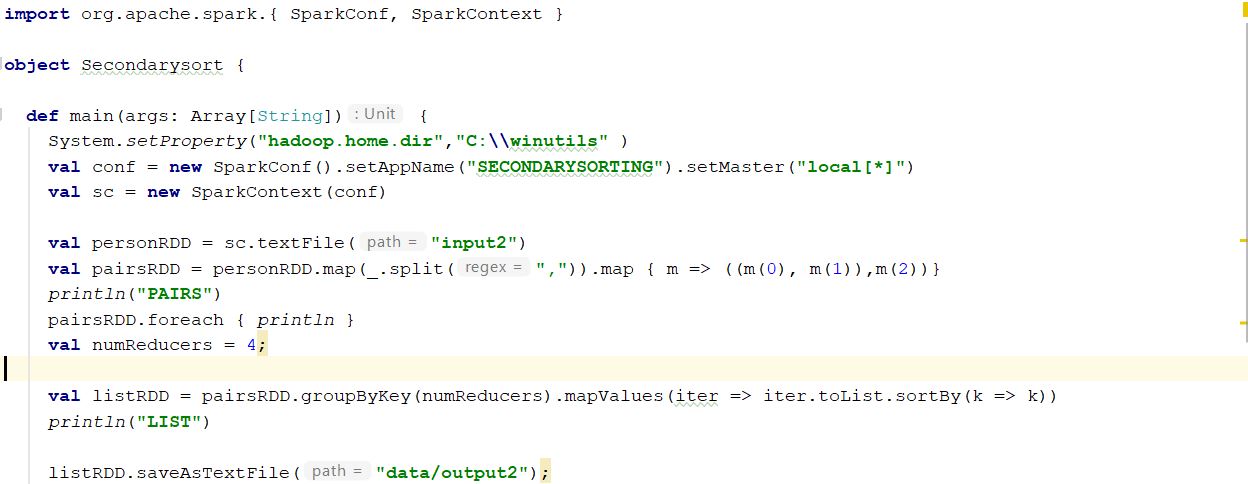 import org.apache.spark.{ SparkConf, SparkContext }
object Secondarysort {
def main(args: Array[String]) : Unit {
System.setProperty("hadoop.home.dir","C:\\winutils" )
val conf = new SparkConf().setAppName("SECONDARYSORTING").setMaster("local[*]")
val sc = new SparkContext(conf)
val personRDD = sc.textFile( path = "input2")
val pairsRDD = personRDD.map(_.split( regex = ",")).map { m => ((m(0), m(1)),m(2))}
println("PAIRS")
pairsRDD.foreach { println }
val numReducers = 4;
val listRDD = pairsRDD.groupByKey(numReducers).mapValues(iter => iter.toList.sortBy(k => k))
println("LIST")
listRDD.saveAsTextFile( path = "data/output2");